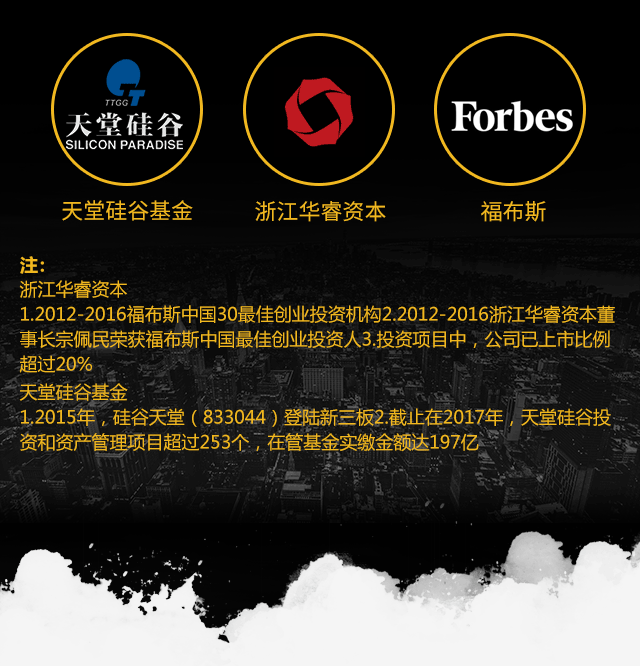 TTGG
天堂硅谷
SILICON PARADISE
Forbes
天堂硅谷基金
浙江华睿资本
福布斯
注:
浙江华睿资本
1.2012-2016福布斯中国30最佳创业投资机构2.2012-2016浙江华睿资本董
事长宗佩民荣获福布斯中国最佳创业投资人3.投资项目中，公司已上市比例
超过20%
天堂硅谷基金
1.2015年，硅谷天堂（833044）登陆新三板2.截止在2017年，天堂硅谷投
资和资产管理项目超过253个，在管基金实缴金额达197亿